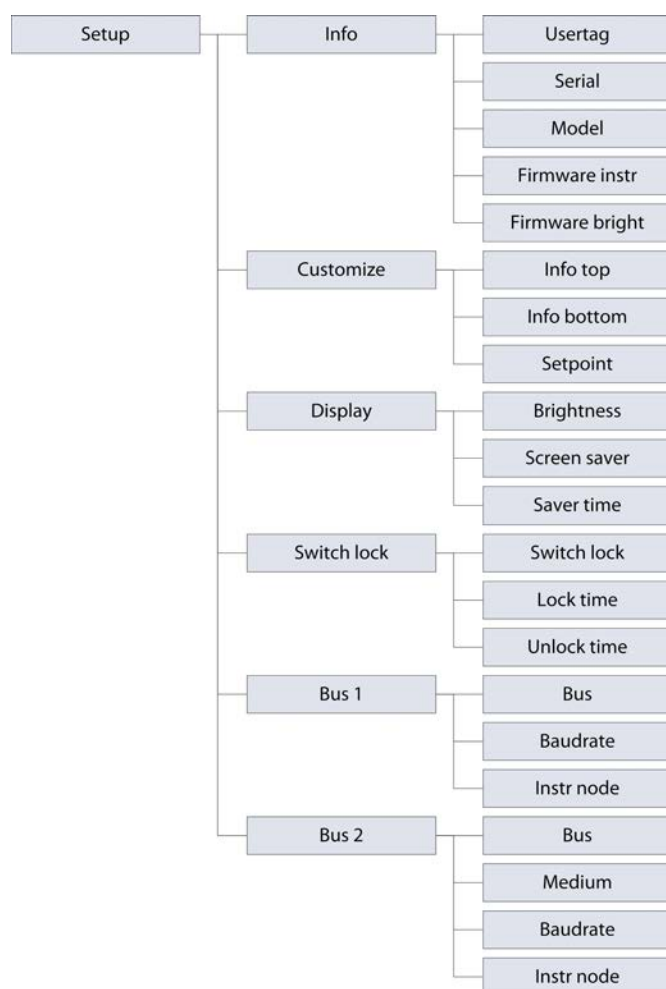 Setup
Info
Usertag
Serial
Model
Firmware instr
Firmware bright
Customize
Info top
Info bottom
Setpoint
Display
Brightness
Screen saver
Saver time
Switch lock
Switch lock
Lock time
Unlock time
Bus 1
Bus
Baudrate
Instr node
Bus 2
Bus
Medium
Baudrate
Instr node